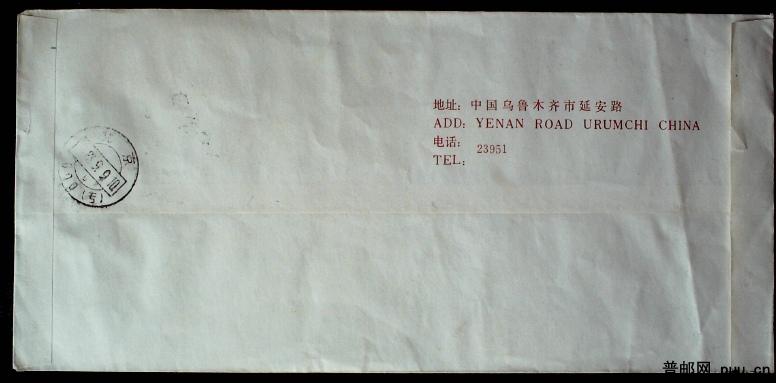 地址：中国乌鲁木齐市延安路
ADD：YENAN ROAD URUMCHI CHINA
电话：
23951
TEL：
京
普邮网 puu.cn